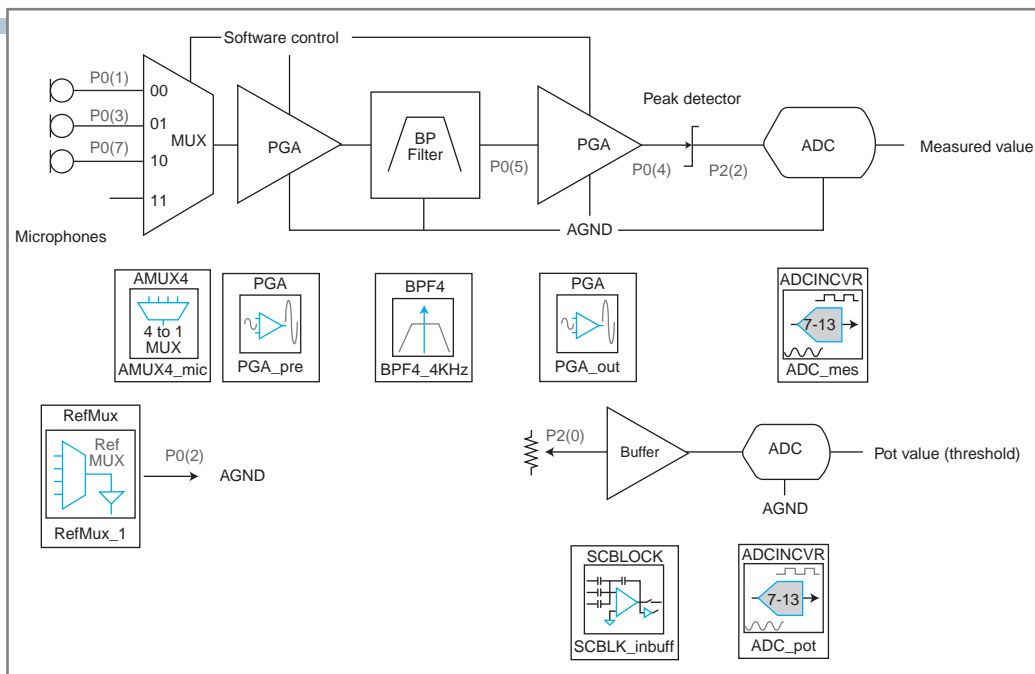 Software control
P0(1)
00
P0(3)
01
MUX
P0(7)
10
11
Microphones
PGA
BP
Filter
P0(5)
PGA
Peak detector
P0(4)
P2(2)
ADC
Measured value
AGND
AMUX4
4 to 1
MUX
AMUX4_mic
PGA
PGA_pre
BPF4
BPF4_4KHz
PGA
PGA_out
ADCINCVR
7-13
ADC_mes
RefMux
Ref
MUX
RefMux_1
P0(2)
AGND
P2(0)
Buffer
ADC
Pot value (threshold)
AGND
SCBLOCK
SCBLK_inbuff
ADCINCVR
7-13
ADC_pot